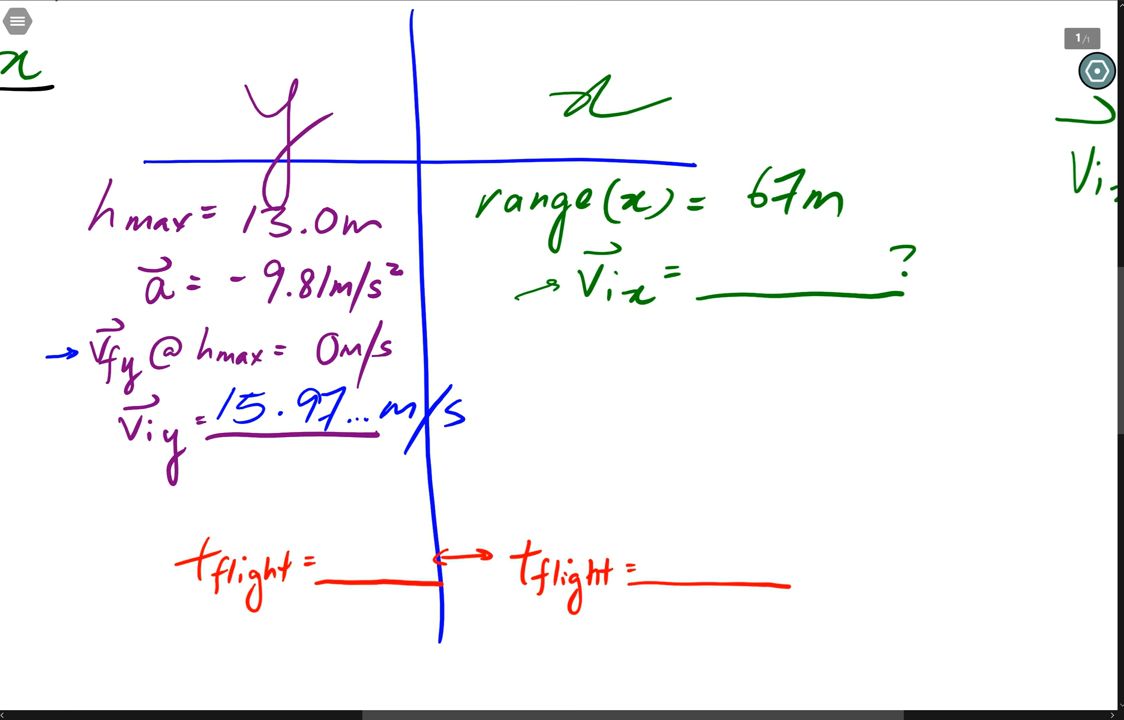 x
y
x
hmax = 13.0m
a = -9.81m/s²
vfy @ hmax = 0m/s
viy = 15.97... m/s
tflight =
range(x) = 67m
→ Vix = ?
tflight =
Vi
1/1